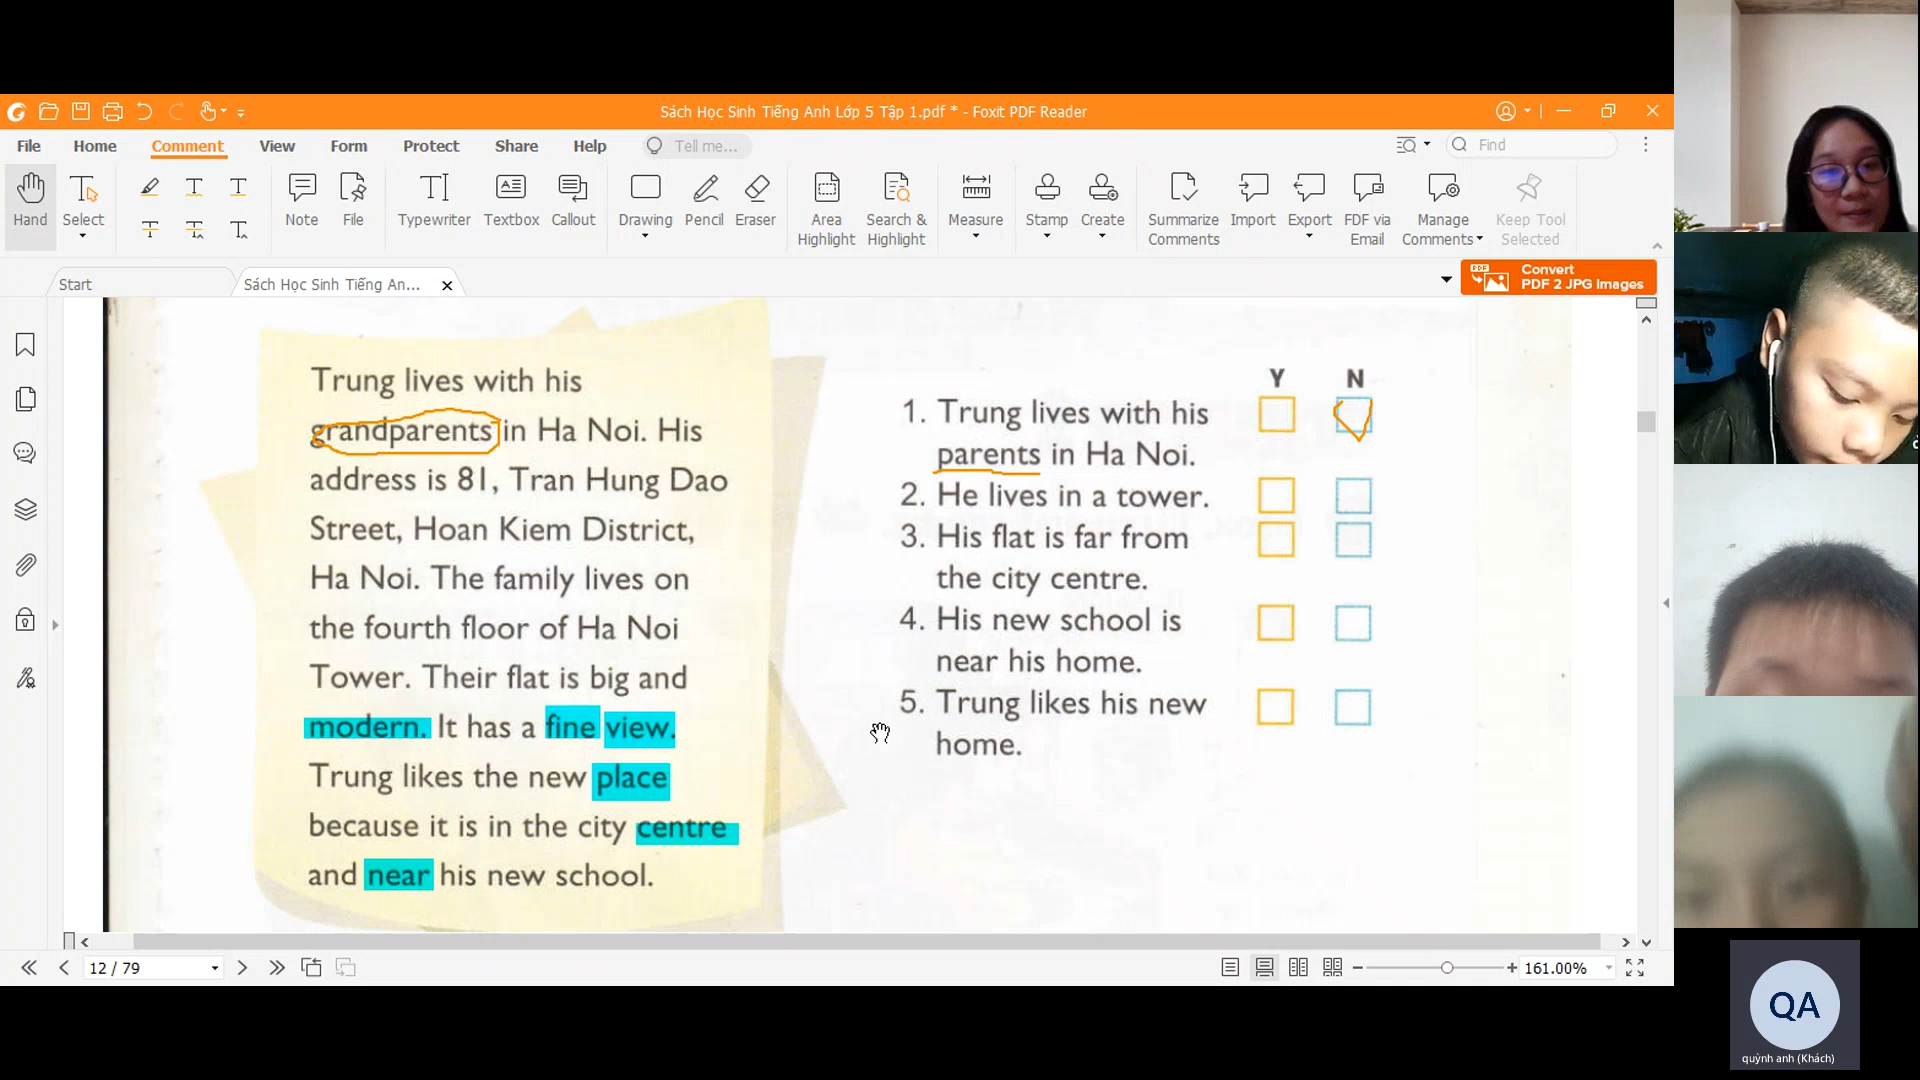 Sách Học Sinh Tiếng Anh Lớp 5 Tập 1.pdf * - Foxit PDF Reader
File Home Comment View Form Protect Share Help Tell me... Find
Hand Select Note File Typewriter Textbox Callout Drawing Pencil Eraser Area Highlight Search & Highlight Measure Stamp Create Summarize Comments Import Export FDF via Email Manage Comments Keep Tool Selected
Start Sách Học Sinh Tiếng An...
PDF Convert
PDF 2 JPG Images
Trung lives with his
grandparents in Ha Noi. His
address is 81, Tran Hung Dao
Street, Hoan Kiem District,
Ha Noi. The family lives on
the fourth floor of Ha Noi
Tower. Their flat is big and
modern. It has a fine view.
Trung likes the new place
because it is in the city centre
and near his new school.
Y N
1. Trung lives with his
parents in Ha Noi.
2. He lives in a tower.
3. His flat is far from
the city centre.
4. His new school is
near his home.
5. Trung likes his new
home.
12 / 79
161.00%
QA
quỳnh anh (Khách)